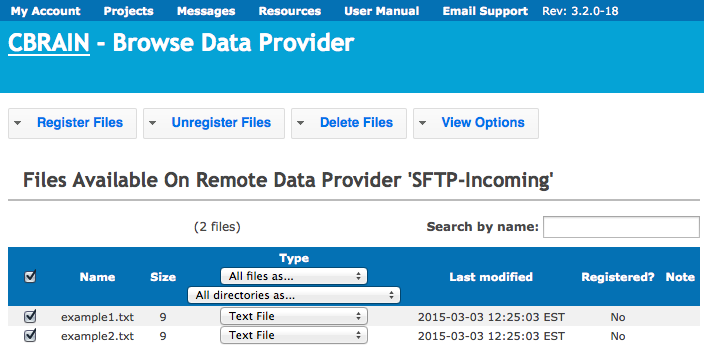 My Account Projects Messages Resources User Manual Email Support Rev: 3.2.0-18
CBRAIN - Browse Data Provider
Register Files Unregister Files Delete Files View Options
Files Available On Remote Data Provider 'SFTP-Incoming'
(2 files) Search by name:
Type
All files as...
Name Size Last modified Registered? Note
All directories as...
example1.txt 9 Text File 2015-03-03 12:25:03 EST No
example2.txt 9 Text File 2015-03-03 12:25:03 EST No